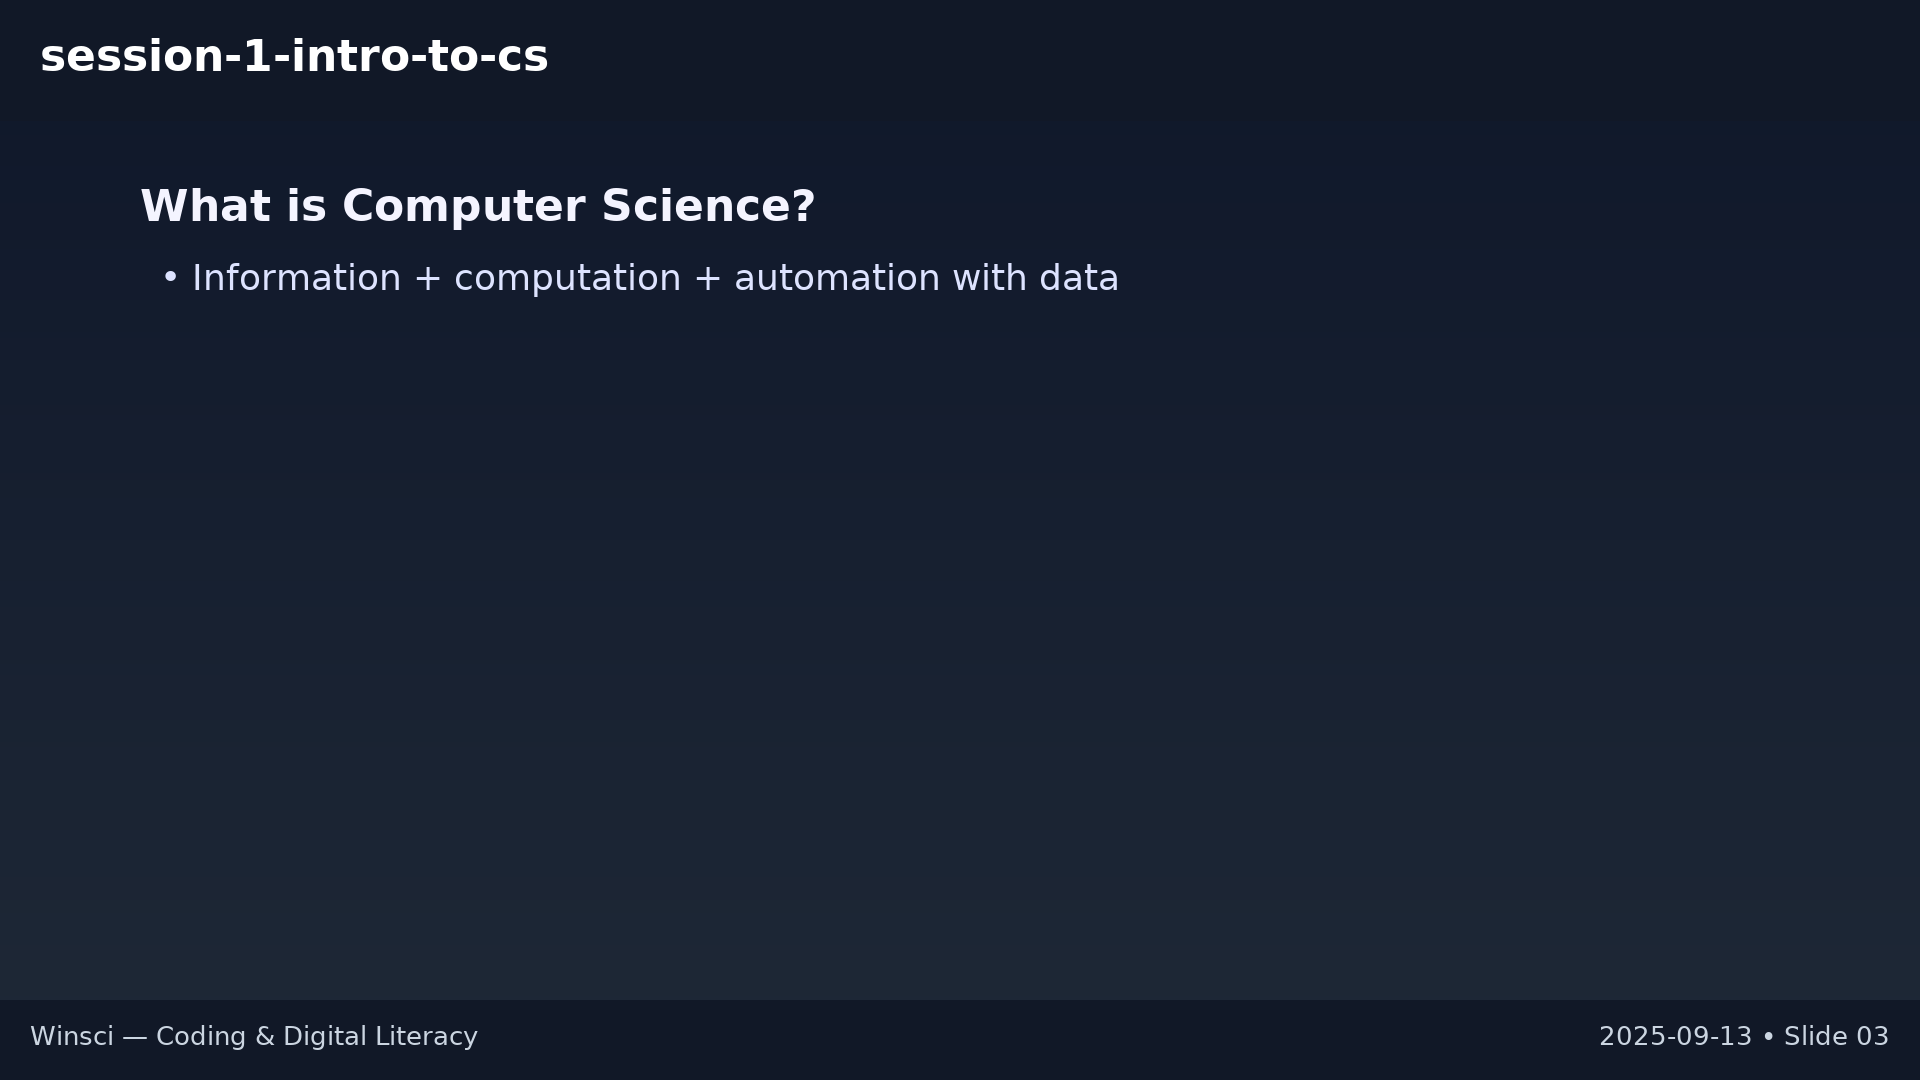 session-1-intro-to-cs
What is Computer Science?
• Information + computation + automation with data
Winsci — Coding & Digital Literacy
2025-09-13 • Slide 03